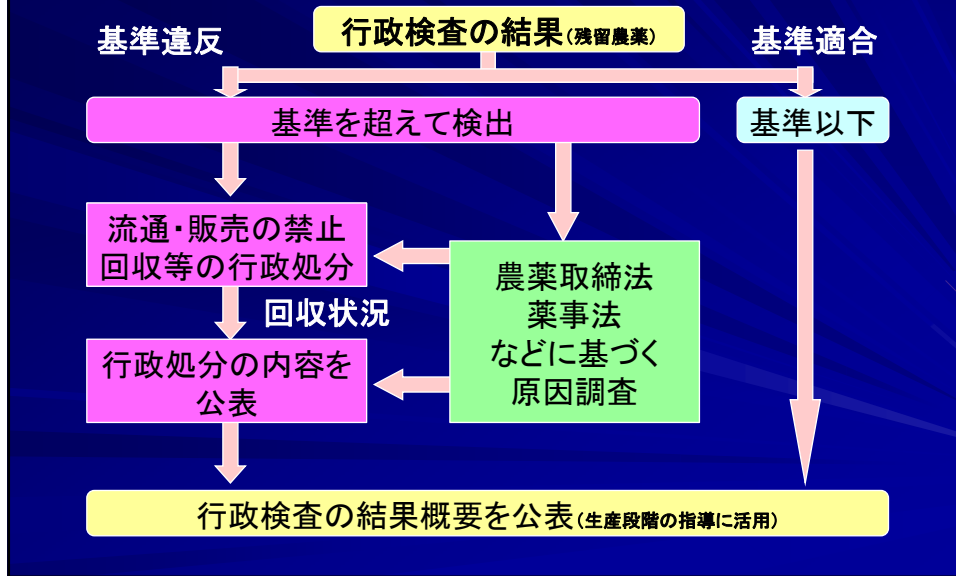 行政検査の結果(残留農薬)
基準違反
基準適合
基準を超えて検出
基準以下
流通・販売の禁止
回収等の行政処分
農薬取締法
薬事法
などに基づく
原因調査
回収状況
行政処分の内容を
公表
行政検査の結果概要を公表(生産段階の指導に活用)